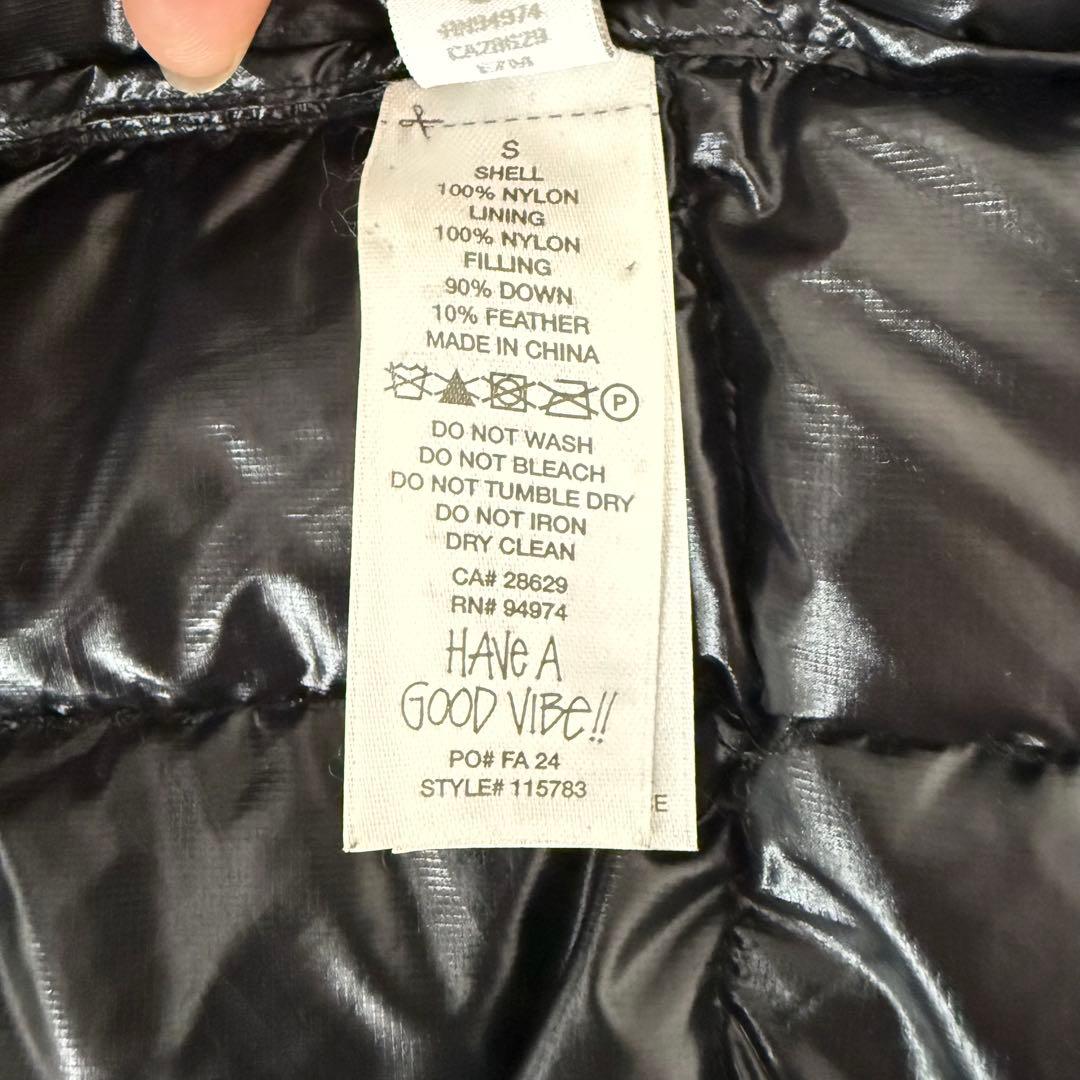 RN94974
CA28629
S
SHELL
100% NYLON
LINING
100% NYLON
FILLING
90% DOWN
10% FEATHER
MADE IN CHINA
P
DO NOT WASH
DO NOT BLEACH
DO NOT TUMBLE DRY
DO NOT IRON
DRY CLEAN
CA# 28629
RN# 94974
HAVE A
GOOD VIBE!!
PO# FA 24
STYLE# 115783
E